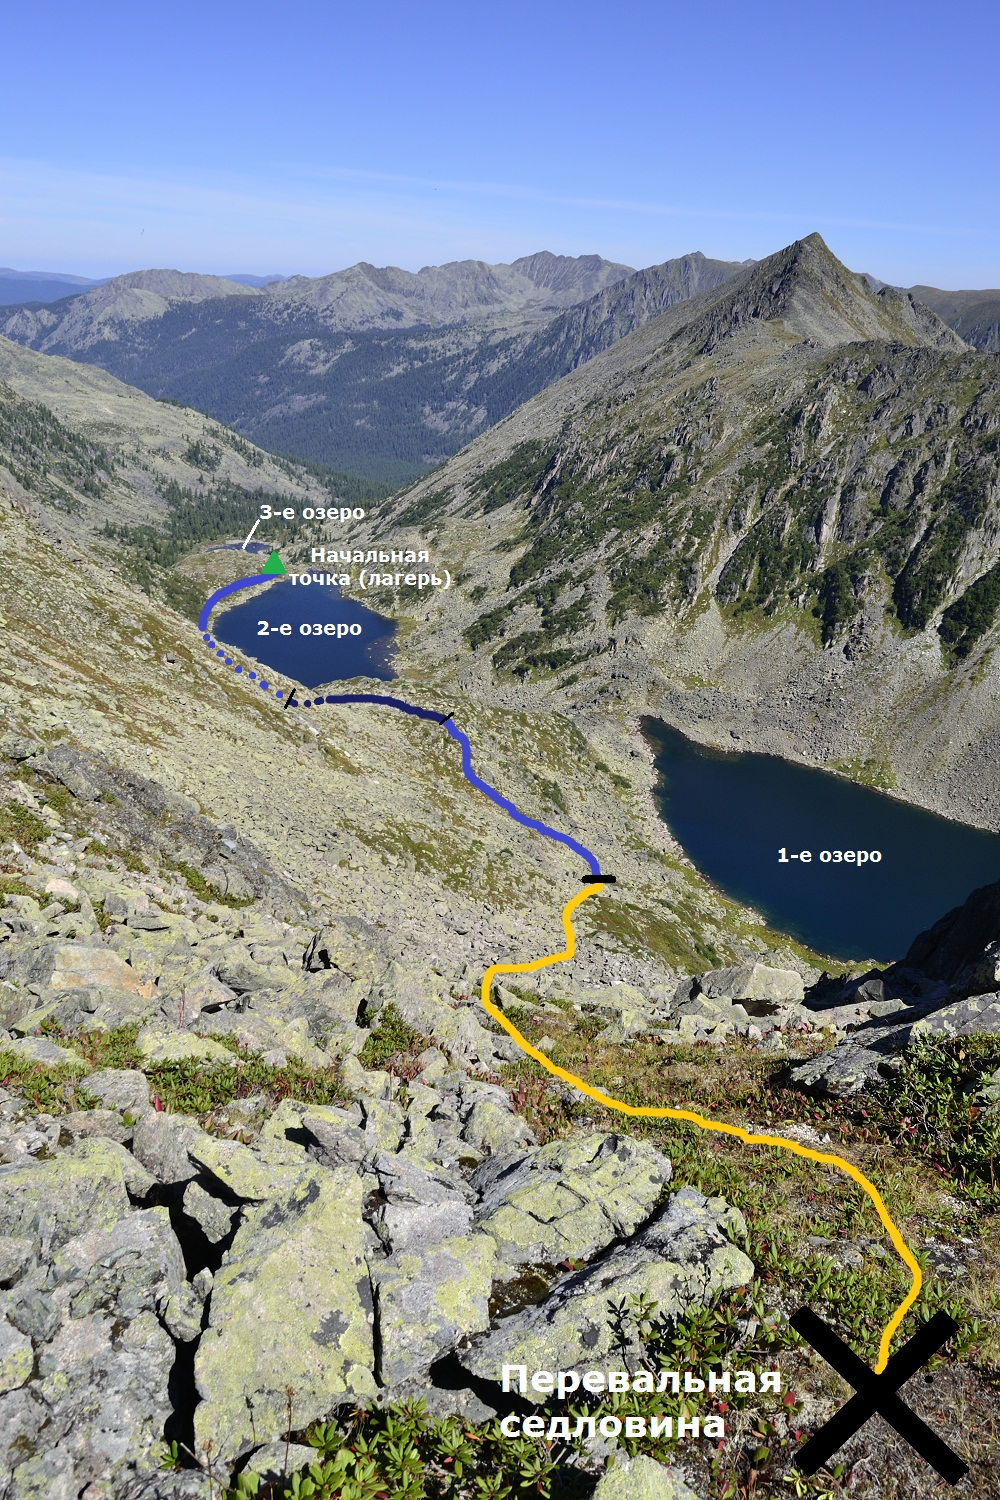 3-е озеро
Начальная
точка (лагерь)
2-е озеро
1-е озеро
Перевальная
седловина